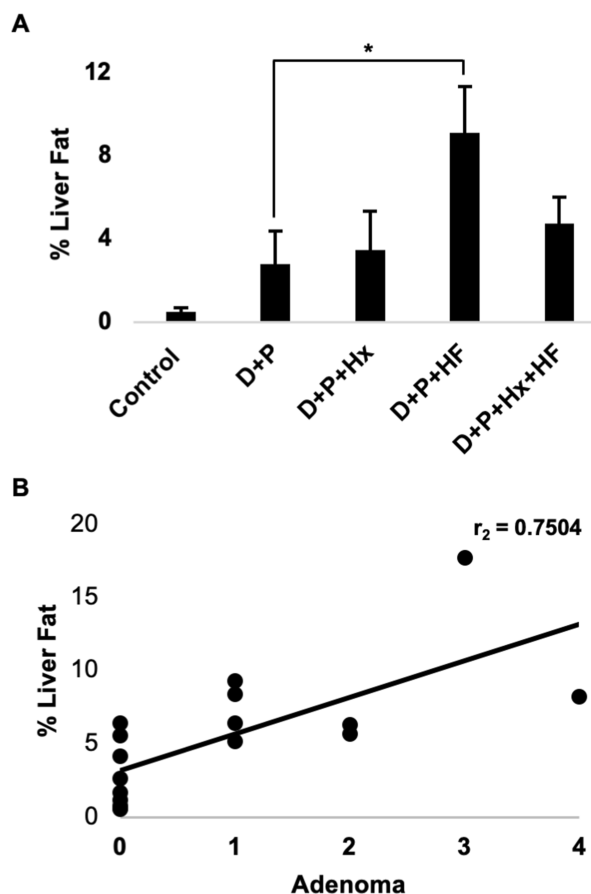 A
*
12
8
4
0
% Liver Fat
Control
D+P
D+P+Hx
D+P+HF
D+P+Hx+HF
B
r2 = 0.7504
20
15
10
5
0
% Liver Fat
0 1 2 3 4
Adenoma